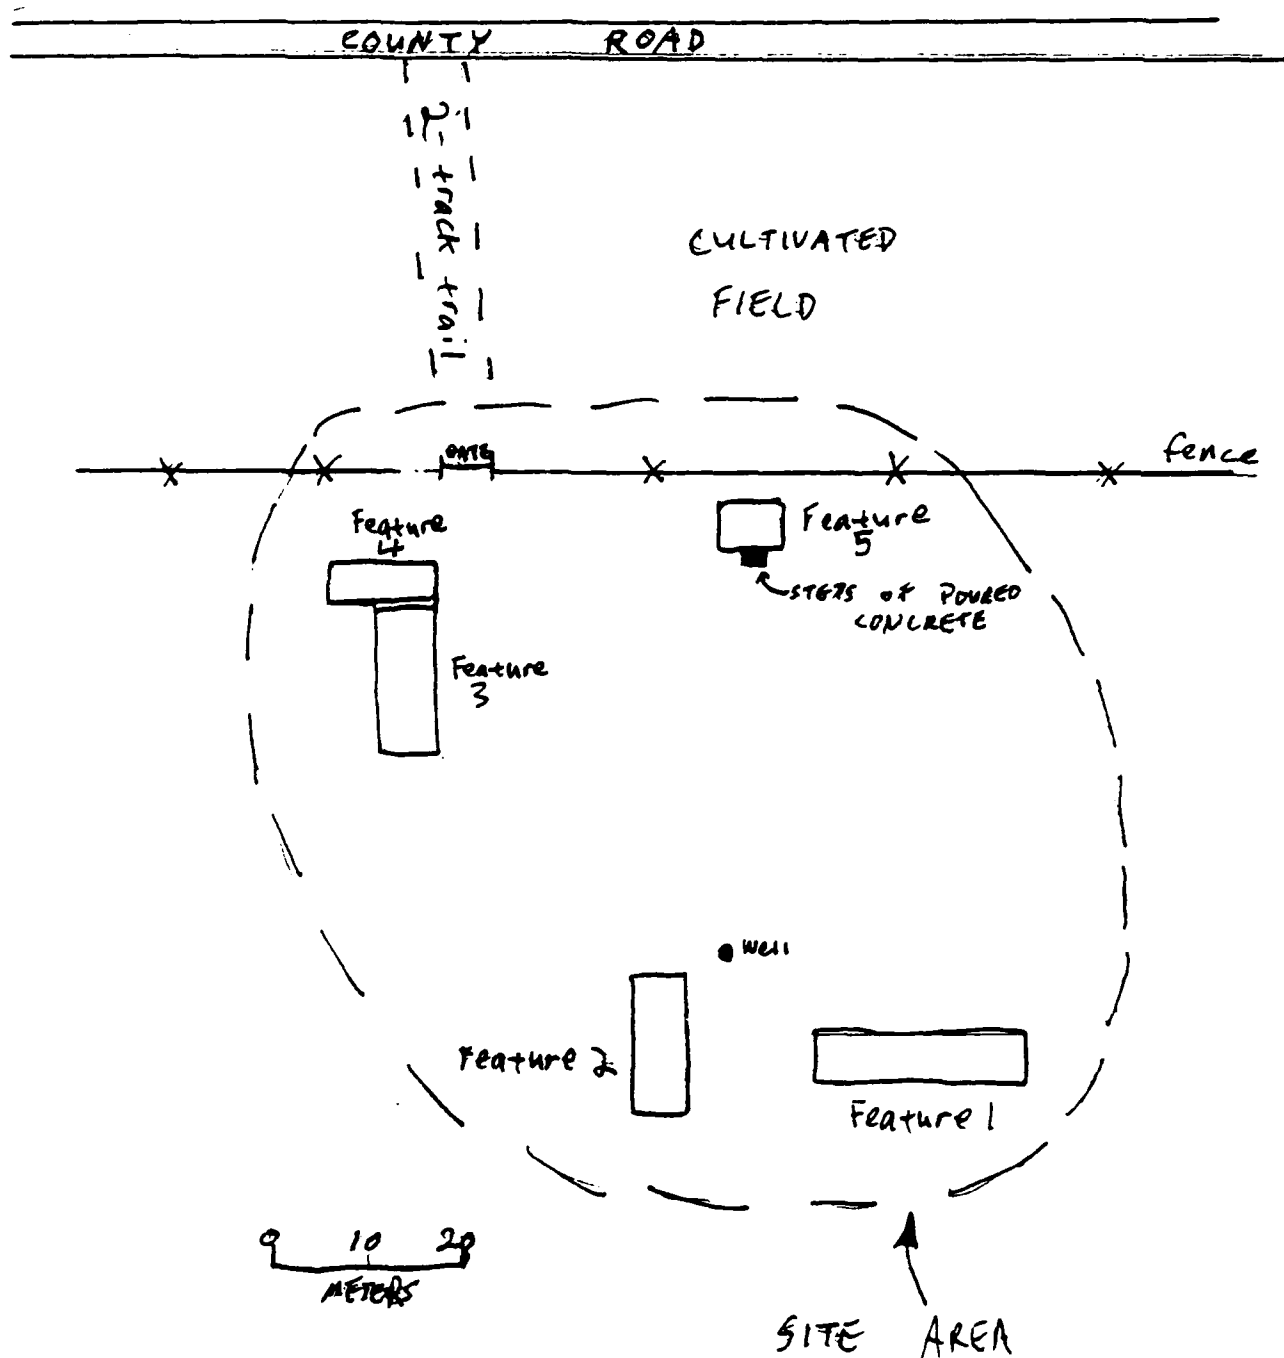 COUNTY ROAD
2-track trail
CULTIVATED
FIELD
GATE
fence
Feature
4
Feature
5
STEPS OF POURED
CONCRETE
Feature
3
Well
Feature 2
Feature 1
0 10 20
METERS
SITE AREA